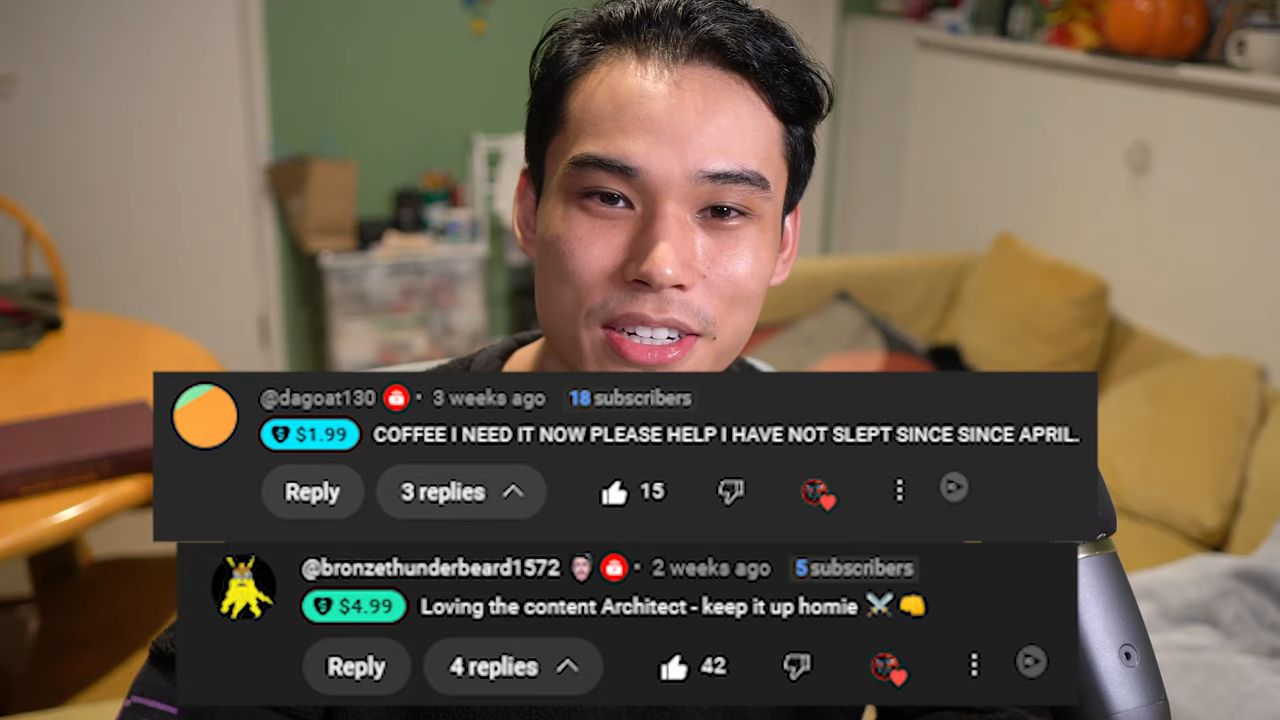 @dagoat130 • 3 weeks ago 18 subscribers
$1.99 COFFEE I NEED IT NOW PLEASE HELP I HAVE NOT SLEPT SINCE SINCE APRIL.
Reply 3 replies 15
@bronzethunderbeard1572 • 2 weeks ago 5 subscribers
$4.99 Loving the content Architect - keep it up homie ⚔️ 👊
Reply 4 replies 42